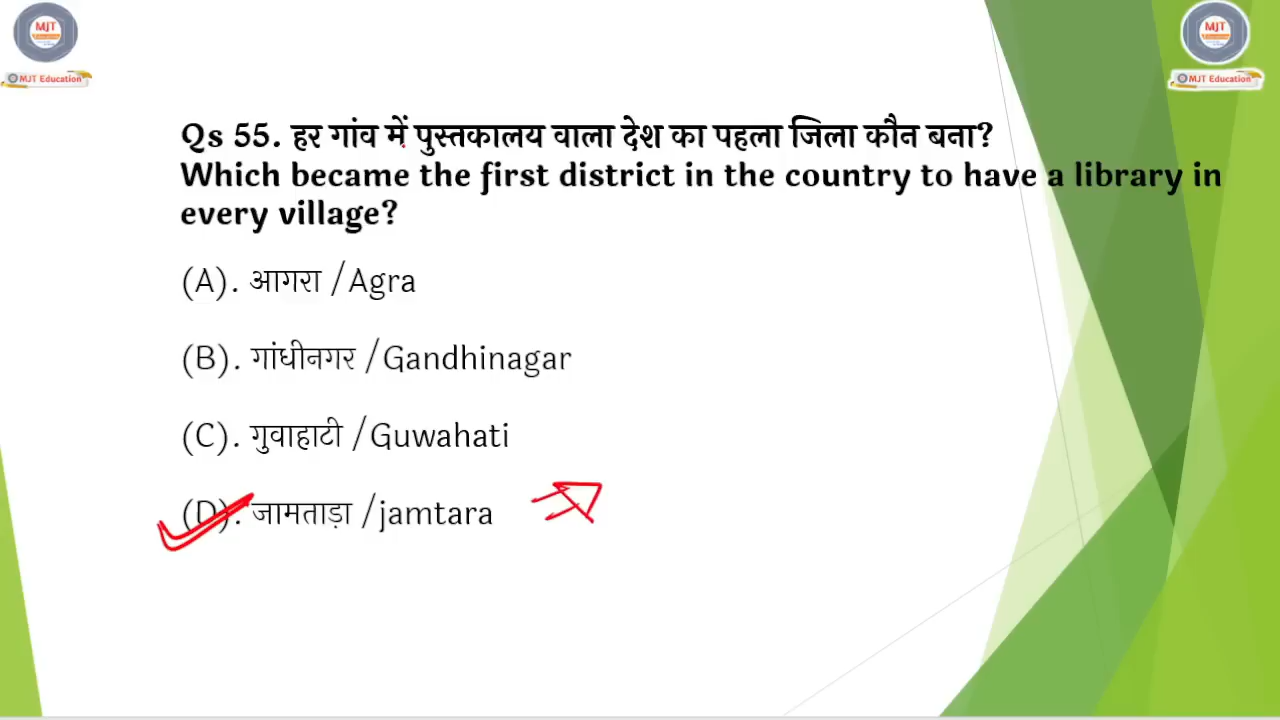 MJT
MJT Education
MJT
MJT Education
Qs 55. हर गांव में पुस्तकालय वाला देश का पहला जिला कौन बना?
Which became the first district in the country to have a library in
every village?
(A). आगरा /Agra
(B). गांधीनगर /Gandhinagar
(C). गुवाहाटी /Guwahati
(D). जामताड़ा /jamtara